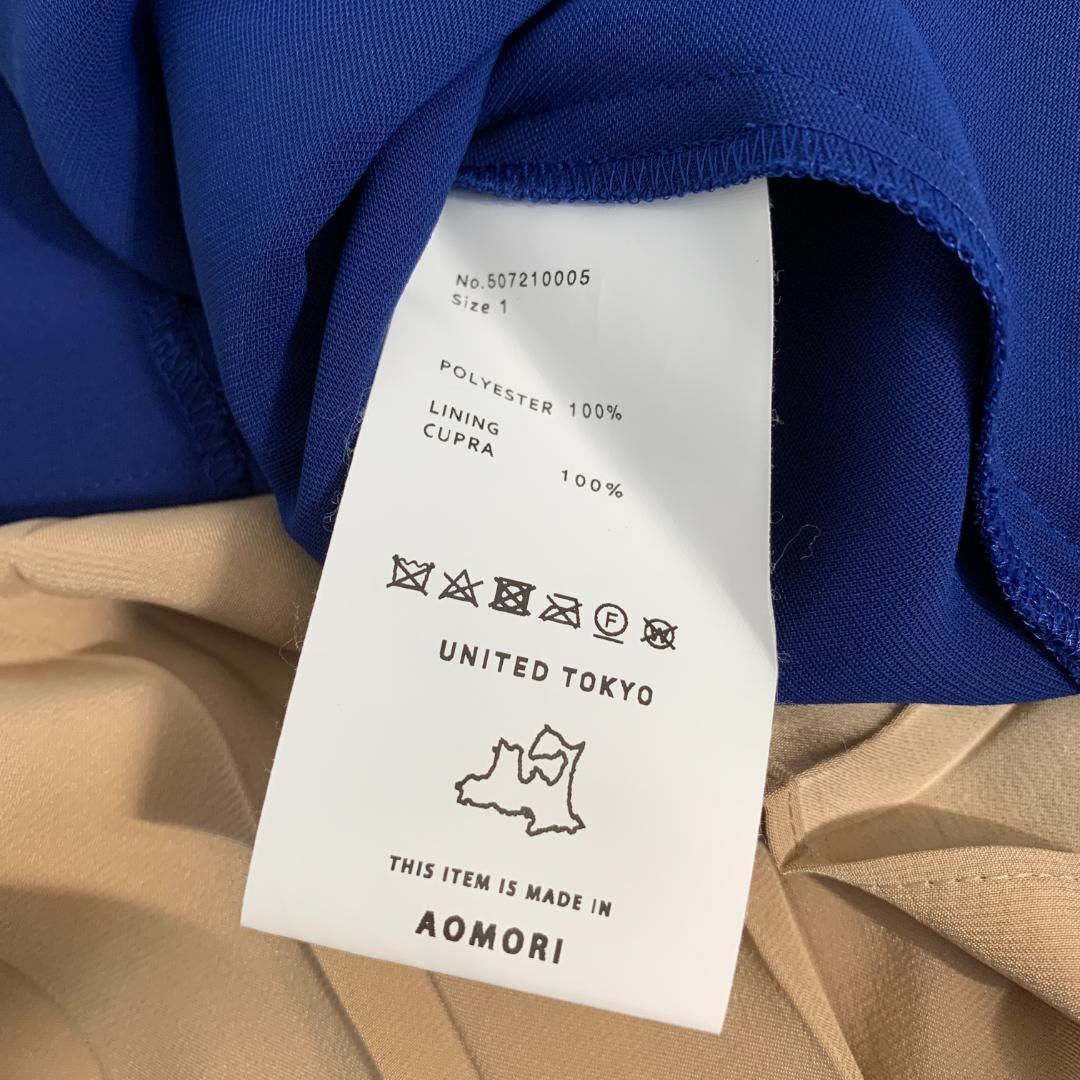 No.507210005
Size 1
POLYESTER 100%
LINING
CUPRA
100%
F
W
UNITED TOKYO
THIS ITEM IS MADE IN
AOMORI